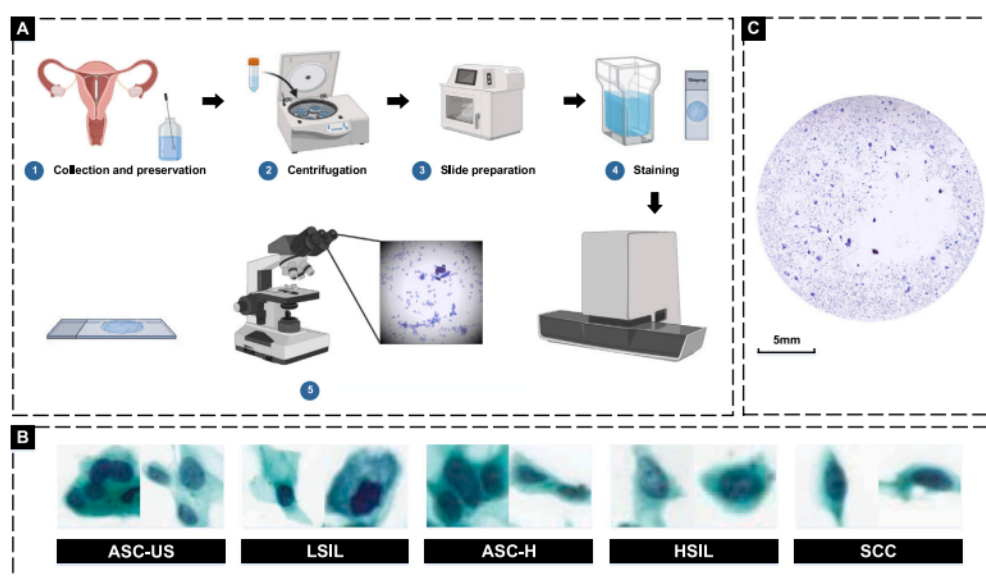 A
C
1 Collection and preservation
2 Centrifugation
3 Slide preparation
4 Staining
5
5mm
B
ASC-US
LSIL
ASC-H
HSIL
SCC